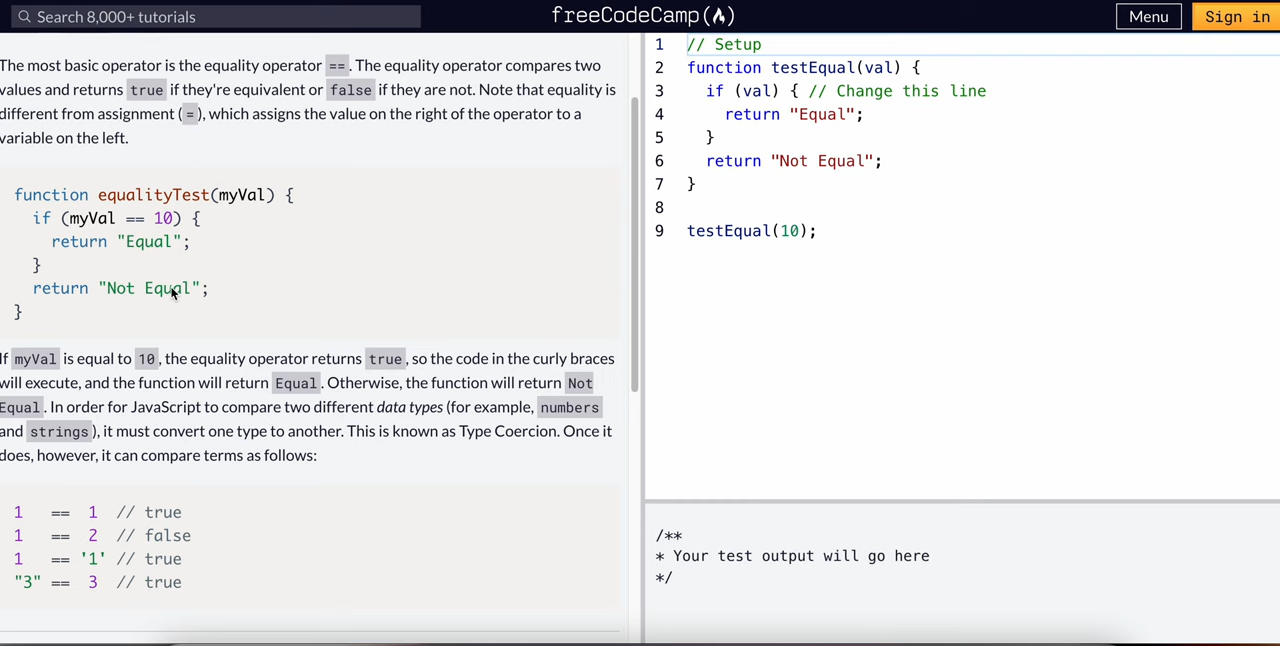 Search 8,000+ tutorials
freeCodeCamp(🔥)
Menu
Sign in
The most basic operator is the equality operator ==. The equality operator compares two
values and returns true if they're equivalent or false if they are not. Note that equality is
different from assignment (=), which assigns the value on the right of the operator to a
variable on the left.
function equalityTest(myVal) {
  if (myVal == 10) {
    return "Equal";
  }
  return "Not Equal";
}
If myVal is equal to 10, the equality operator returns true, so the code in the curly braces
will execute, and the function will return Equal. Otherwise, the function will return Not
Equal. In order for JavaScript to compare two different data types (for example, numbers
and strings), it must convert one type to another. This is known as Type Coercion. Once it
does, however, it can compare terms as follows:
1   ==  1  // true
1   ==  2  // false
1   == '1' // true
"3" ==  3  // true
1 // Setup
2 function testEqual(val) {
3   if (val) { // Change this line
4     return "Equal";
5   }
6   return "Not Equal";
7 }
8
9 testEqual(10);
/**
* Your test output will go here
*/